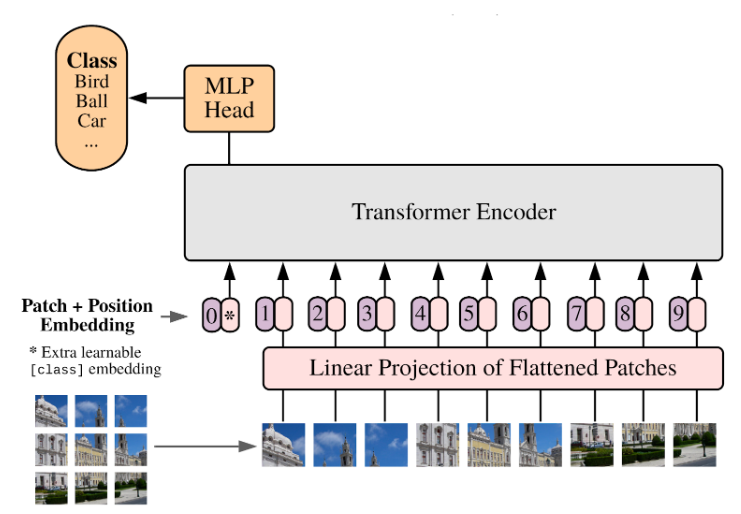 Class
Bird
Ball
Car
...
MLP
Head
Transformer Encoder
Patch + Position
Embedding
0 * 1 2 3 4 5 6 7 8 9
* Extra learnable
[class] embedding
Linear Projection of Flattened Patches